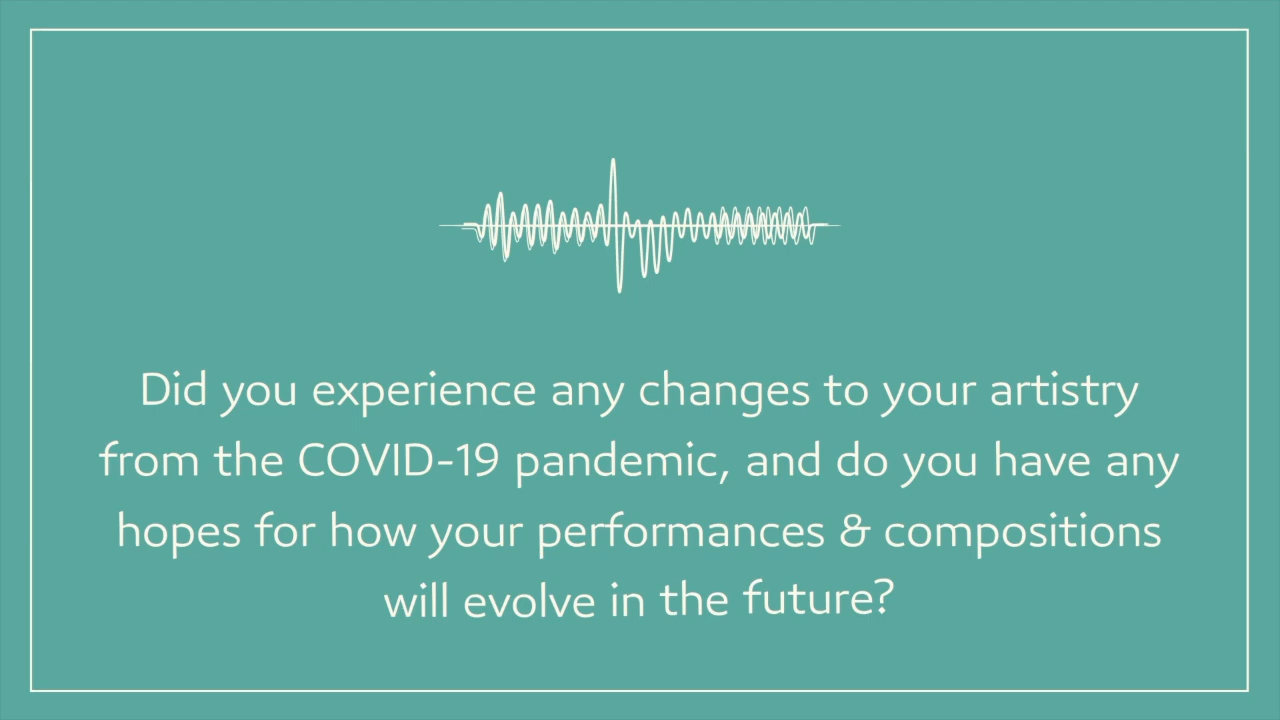 Did you experience any changes to your artistry
from the COVID-19 pandemic, and do you have any
hopes for how your performances & compositions
will evolve in the future?